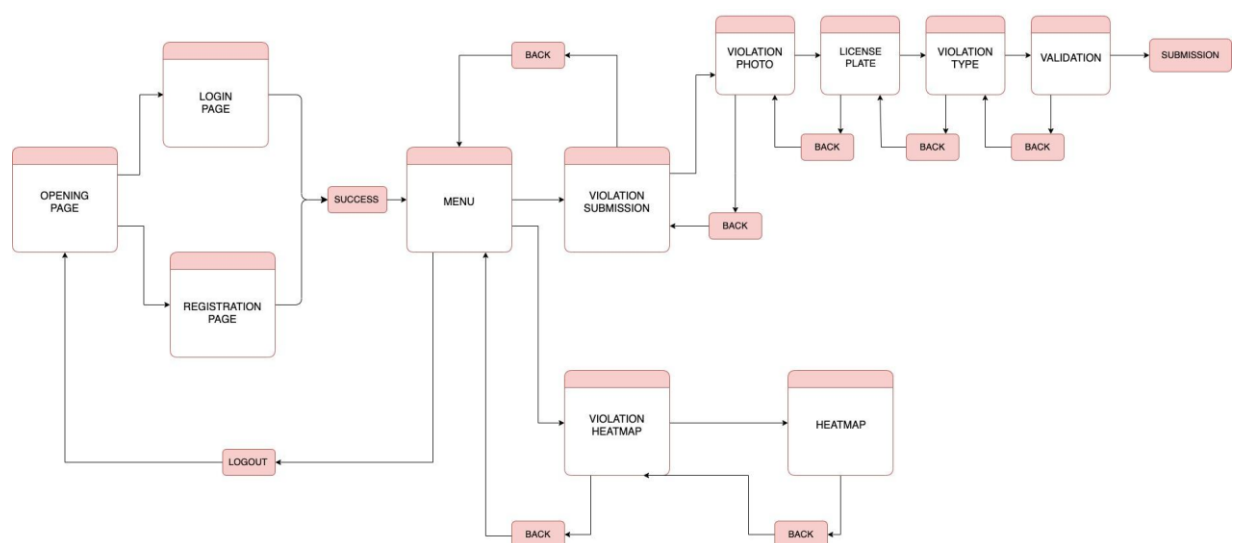 OPENING
PAGE
LOGIN
PAGE
REGISTRATION
PAGE
SUCCESS
MENU
LOGOUT
BACK
VIOLATION
SUBMISSION
BACK
VIOLATION
PHOTO
LICENSE
PLATE
VIOLATION
TYPE
VALIDATION
SUBMISSION
BACK
BACK
BACK
VIOLATION
HEATMAP
HEATMAP
BACK
BACK